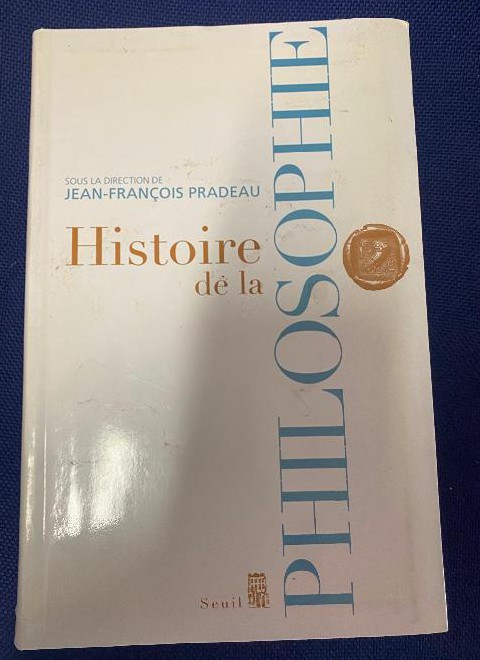 SOUS LA DIRECTION DE
JEAN-FRANÇOIS PRADEAU
Histoire
de la
PHILOSOPHIE
Seuil